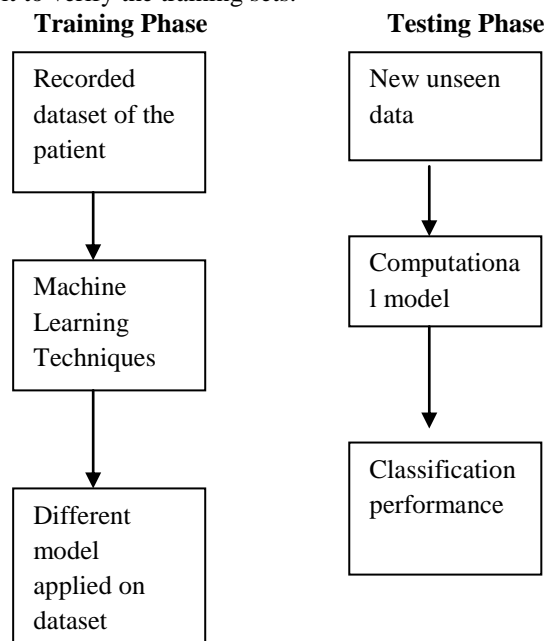 it to verify the training sets.
Training Phase
Recorded
dataset of the
patient
Machine
Learning
Techniques
Different
model
applied on
dataset
Testing Phase
New unseen
data
Computationa
l model
Classification
performance